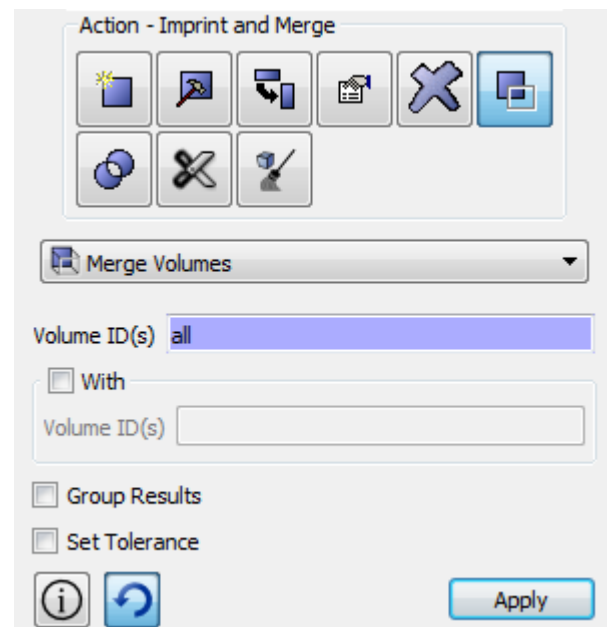 Action - Imprint and Merge
Merge Volumes
Volume ID(s) all
With
Volume ID(s)
Group Results
Set Tolerance
Apply